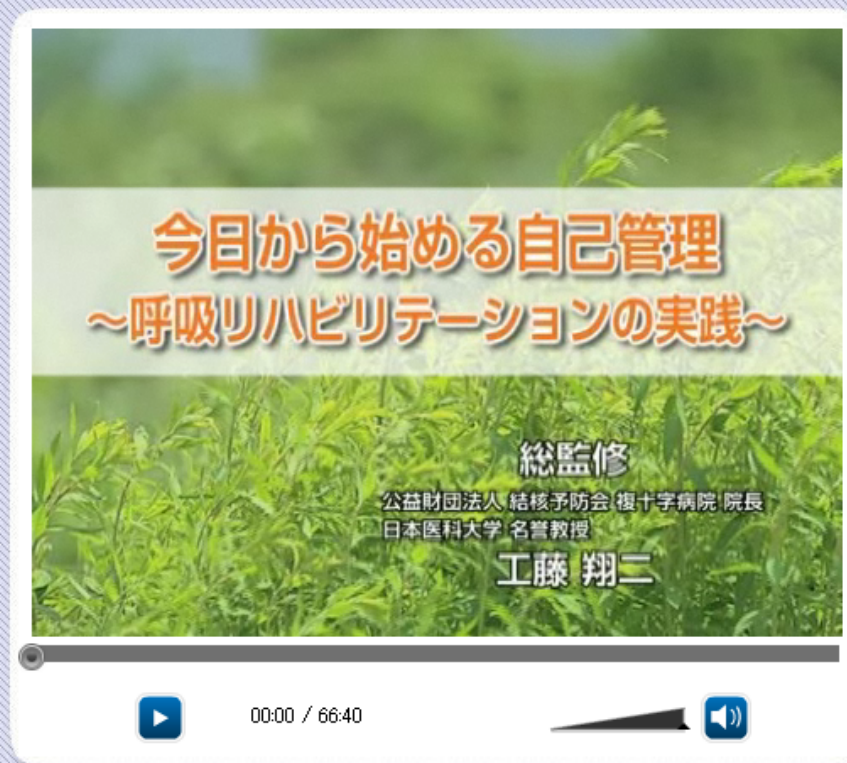 今日から始める自己管理
～呼吸リハビリテーションの実践～
総監修
公益財団法人 結核予防会 複十字病院 院長
日本医科大学 名誉教授
工藤 翔二
00:00 / 66:40